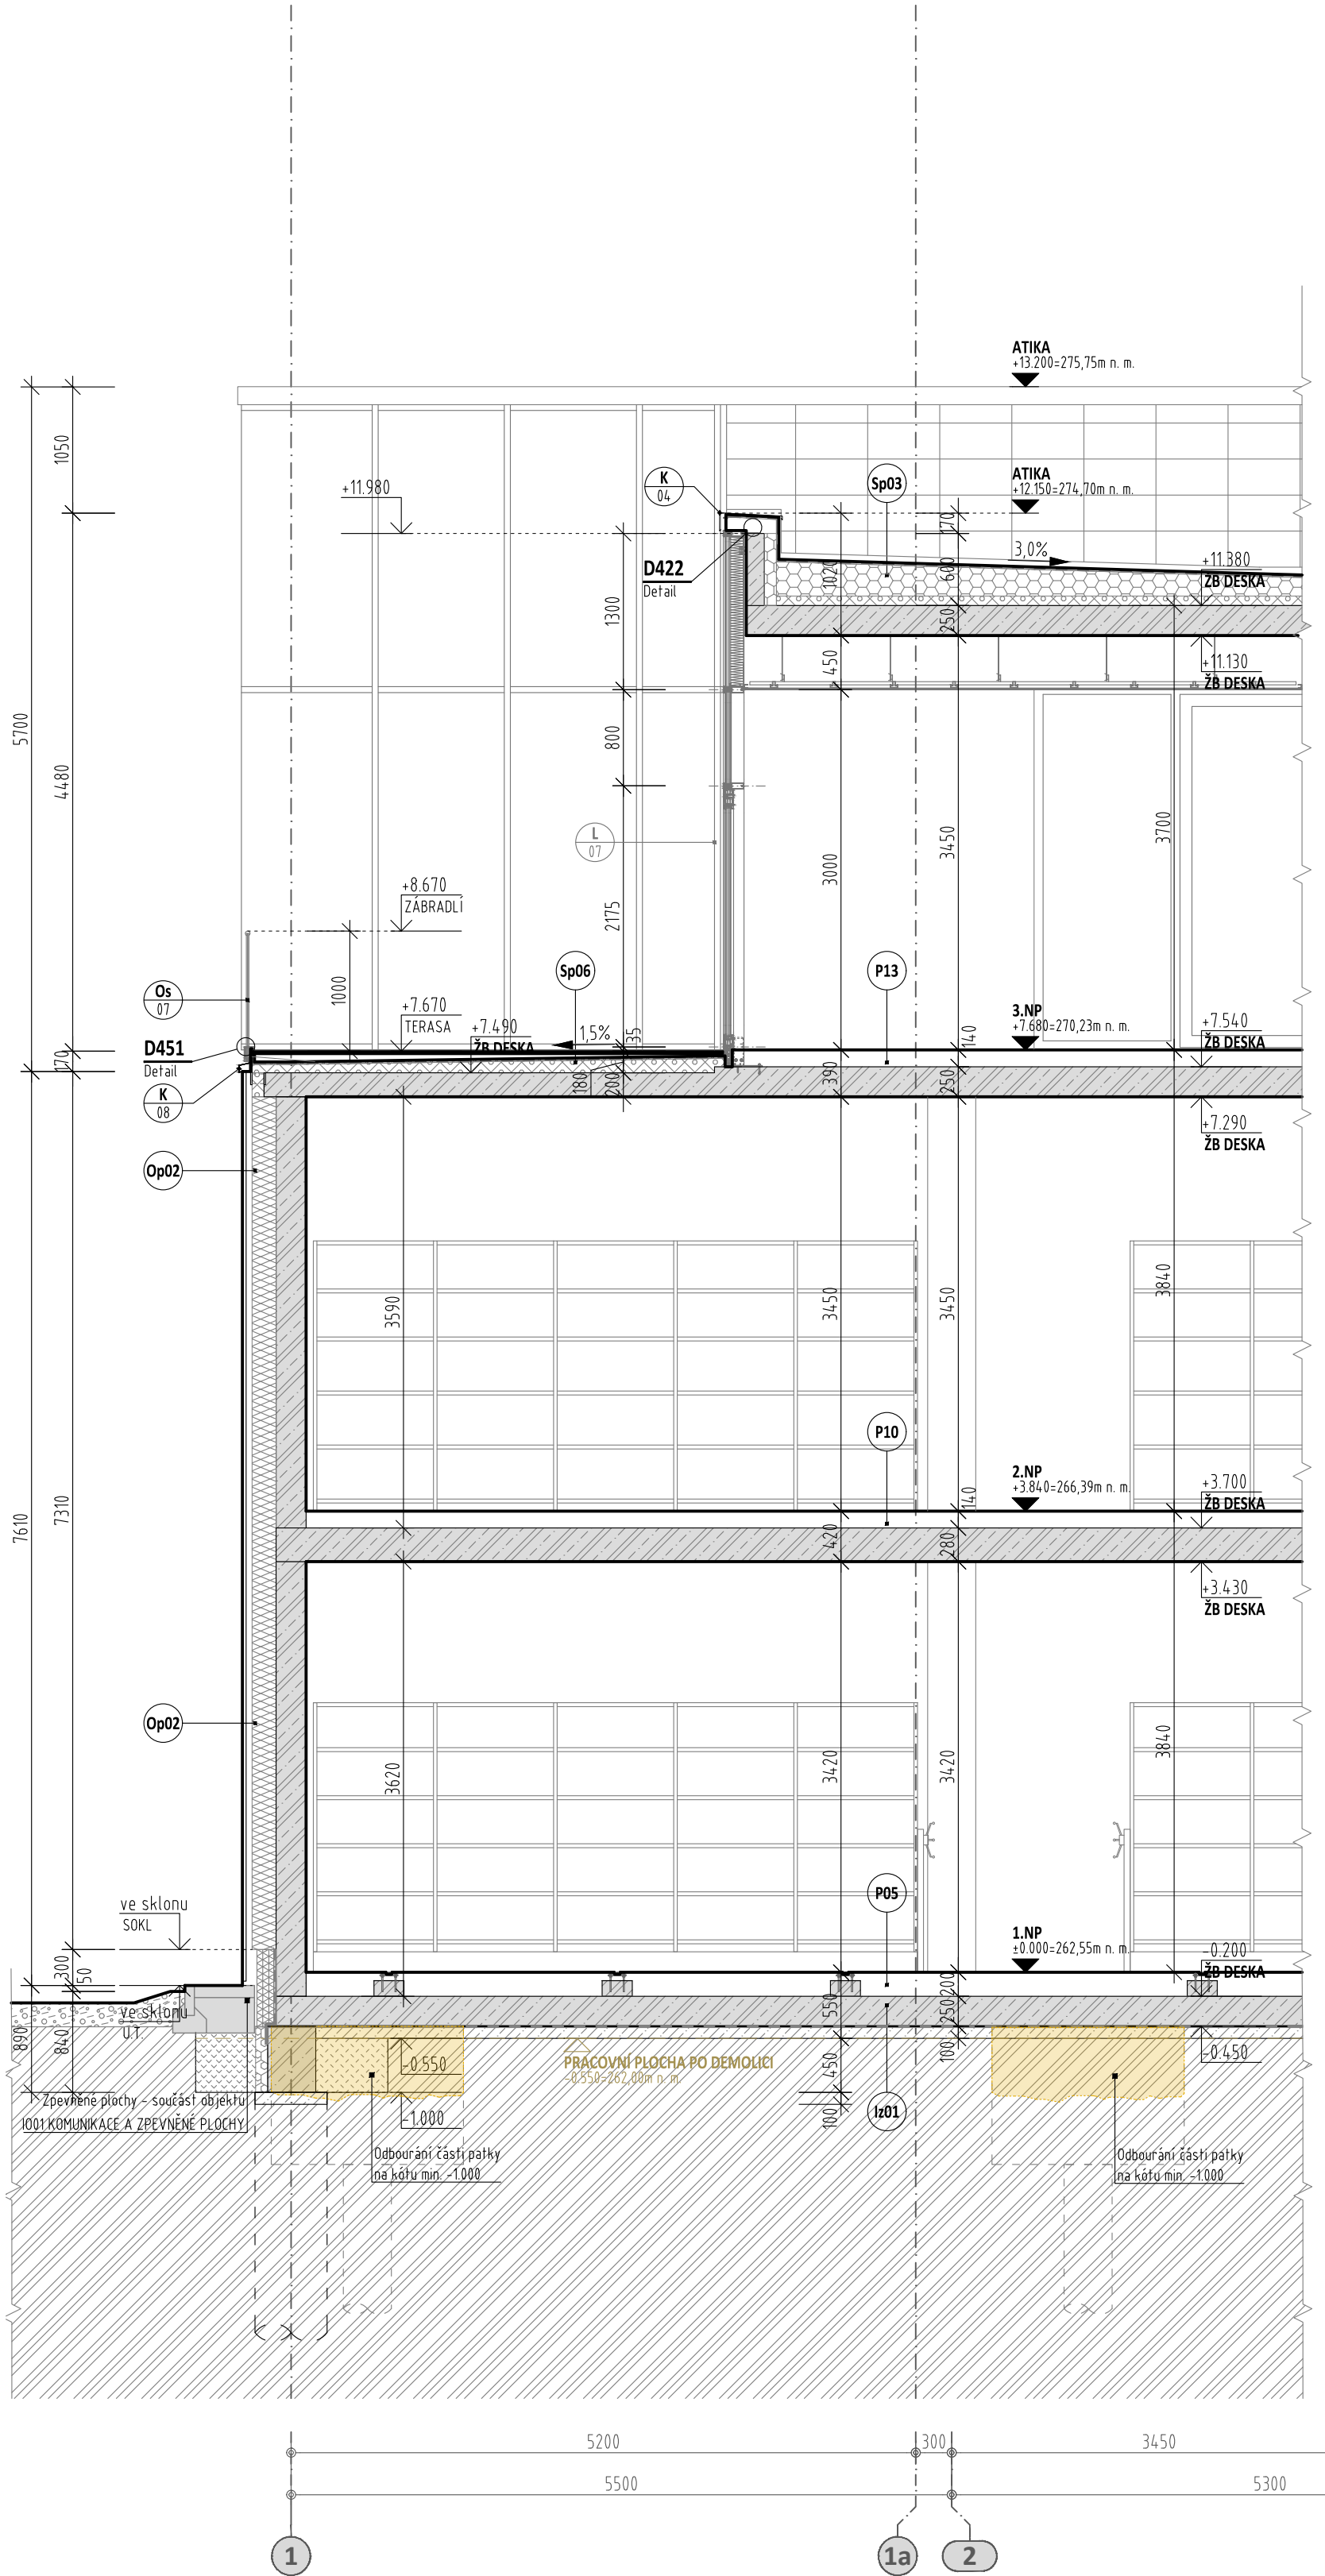 ATIKA
+13.200=275,75m n. m.
1050
ATIKA
+12.150=274,70m n. m.
K
04
Sp03
+11.980
170
3,0%
+11.380
ŽB DESKA
D422
Detail
1020
600
1300
250
450
+11.130
ŽB DESKA
5700
4480
800
L
07
3700
3450
3000
2175
+8.670
ZÁBRADLÍ
Sp06
P13
Os
07
1000
+7.670
TERASA
+7.490
ŽB DESKA
1,5%
35
3.NP
+7.680=270,23m n. m.
+7.540
ŽB DESKA
140
D451
Detail
170
180
200
390
250
K
08
+7.290
ŽB DESKA
Op02
3590
3450
3450
3840
P10
2.NP
+3.840=266,39m n. m.
+3.700
ŽB DESKA
140
7610
7310
420
280
+3.430
ŽB DESKA
Op02
3620
3420
3420
3840
P05
ve sklonu
SOKL
1.NP
±0.000=262,55m n. m.
-0.200
ŽB DESKA
300
50
550
200
250
ve sklonu
U.T.
890
840
-0.550
PRACOVNÍ PLOCHA PO DEMOLICI
-0.550=262,00m n. m.
450
100
-0.450
Zpevněné plochy - součást objektu
IO01 KOMUNIKACE A ZPEVNĚNÉ PLOCHY
-1.000
100
Iz01
Odbourání části patky
na kótu min. -1.000
Odbourání části patky
na kótu min. -1.000
5200
300
3450
5500
5300
1
1a
2